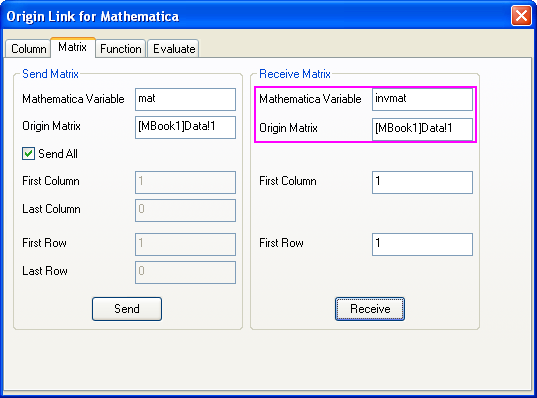 Origin Link for Mathematica
Column Matrix Function Evaluate
Send Matrix
Mathematica Variable mat
Origin Matrix [MBook1]Data!1
Send All
First Column 1
Last Column 0
First Row 1
Last Row 0
Send
Receive Matrix
Mathematica Variable invmat
Origin Matrix [MBook1]Data!1
First Column 1
First Row 1
Receive